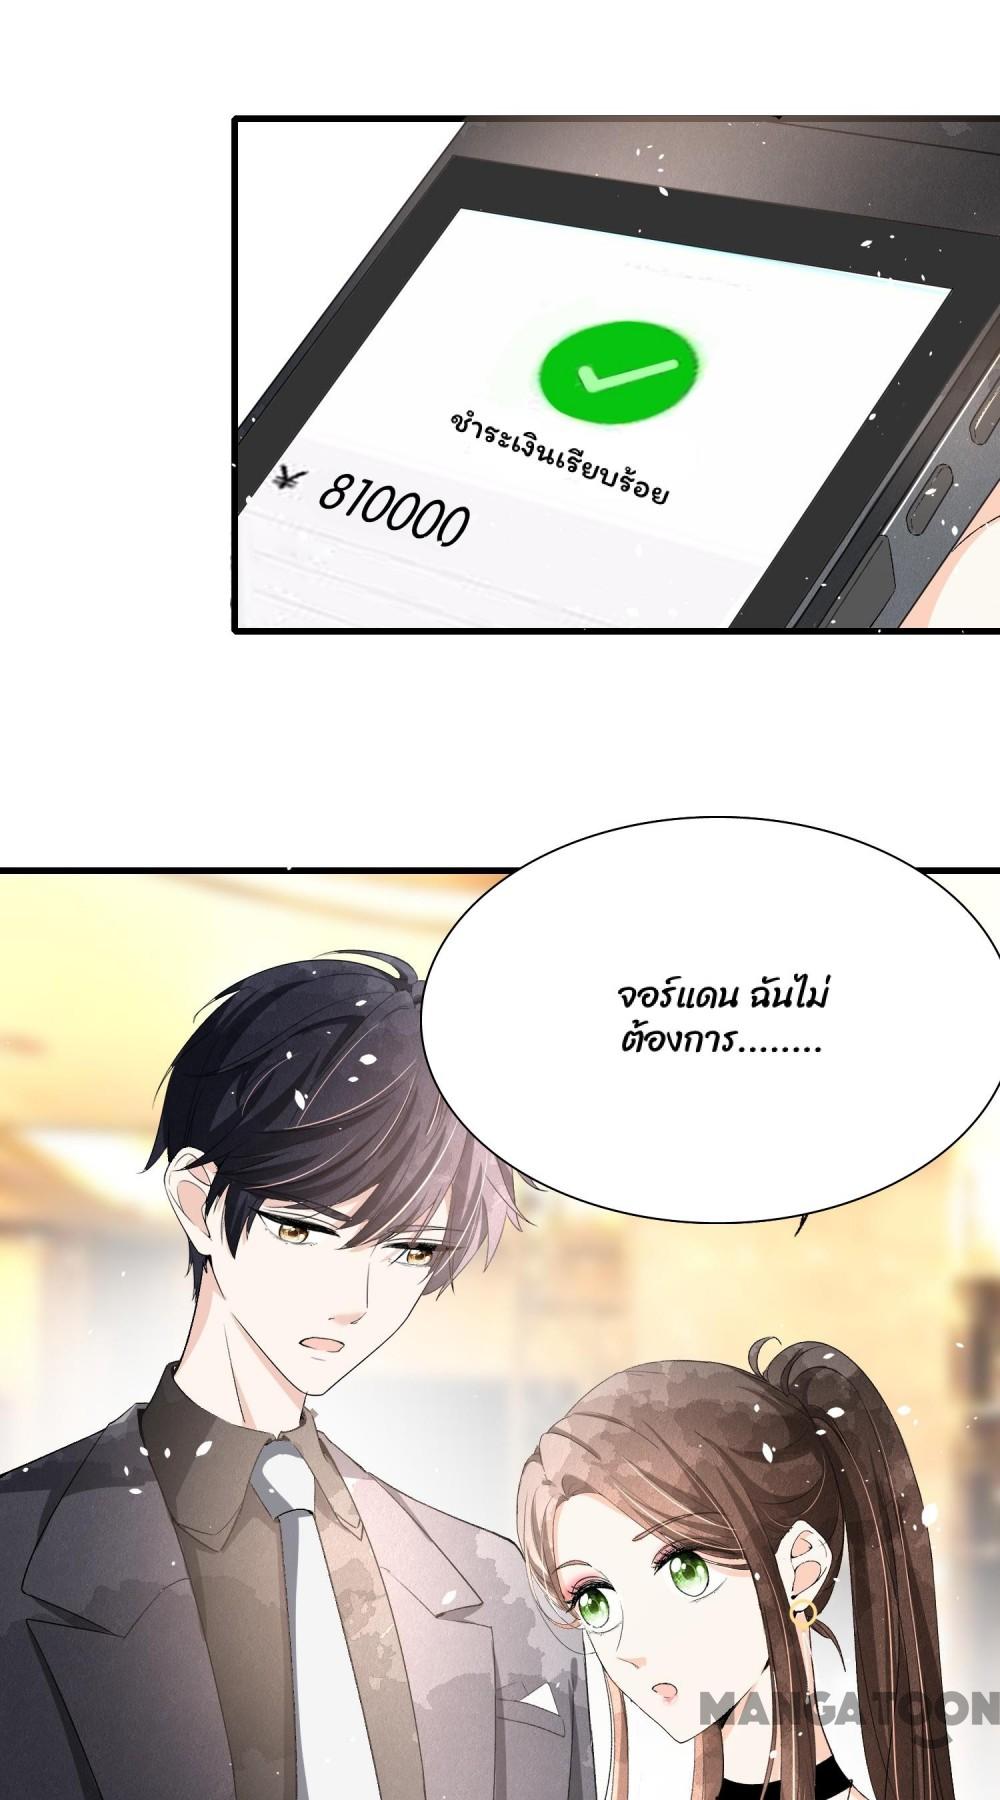 ชำระเงินเรียบร้อย
¥ 810000
จอร์แดน ฉันไม่
ต้องการ........
MANGATOON